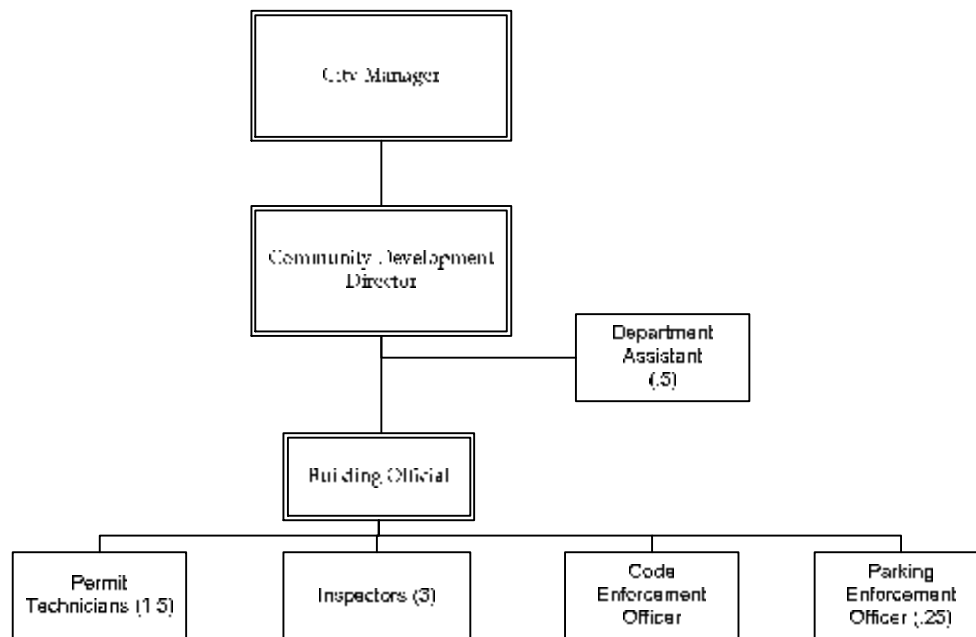 City Manager
Community Development
Director
Department
Assistant
(.5)
Building Official
Permit
Technicians (1.5)
Inspectors (3)
Code
Enforcement
Officer
Parking
Enforcement
Officer (.25)